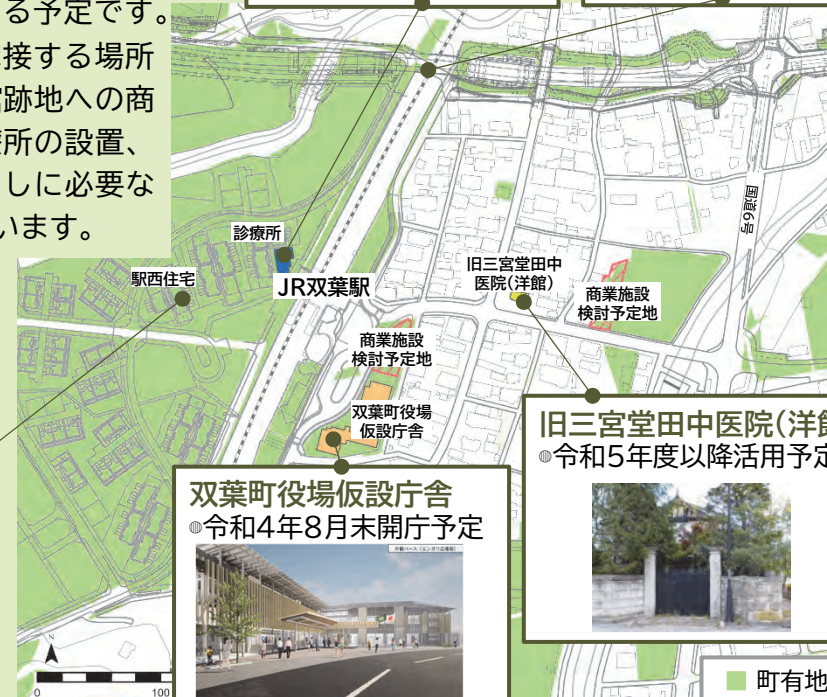 る予定です。
接する場所
跡地への商
所の設置、
しに必要な
います。
国道6号
診療所
駅西住宅
JR双葉駅
旧三宮堂田中
医院(洋館)
商業施設
検討予定地
商業施設
検討予定地
双葉町役場
仮設庁舎
双葉町役場仮設庁舎
◍令和4年8月末開庁予定
旧三宮堂田中医院(洋館
◍令和5年度以降活用予定
N
0
100
町有地